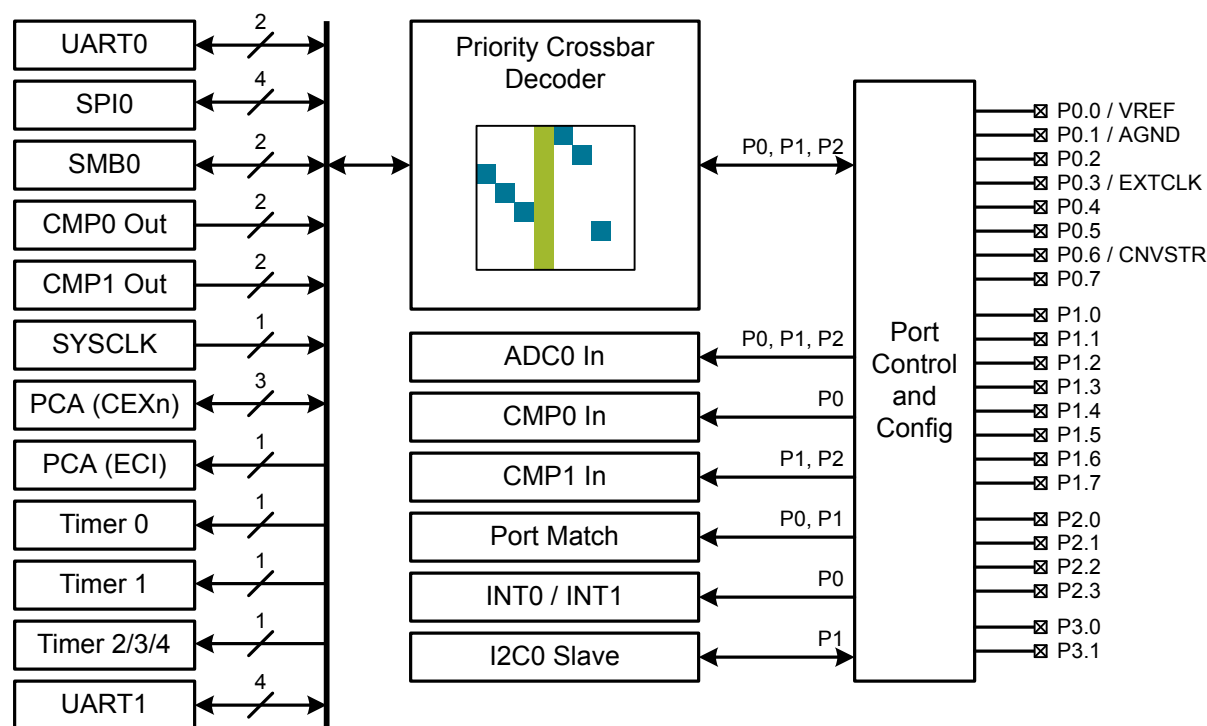 UART0
2
SPI0
4
SMB0
2
CMP0 Out
2
CMP1 Out
2
SYSCLK
1
PCA (CEXn)
3
PCA (ECI)
1
Timer 0
1
Timer 1
1
Timer 2/3/4
1
UART1
4
Priority Crossbar
Decoder
P0, P1, P2
ADC0 In
P0, P1, P2
CMP0 In
P0
CMP1 In
P1, P2
Port Match
P0, P1
INT0 / INT1
P0
I2C0 Slave
P1
Port
Control
and
Config
P0.0 / VREF
P0.1 / AGND
P0.2
P0.3 / EXTCLK
P0.4
P0.5
P0.6 / CNVSTR
P0.7
P1.0
P1.1
P1.2
P1.3
P1.4
P1.5
P1.6
P1.7
P2.0
P2.1
P2.2
P2.3
P3.0
P3.1